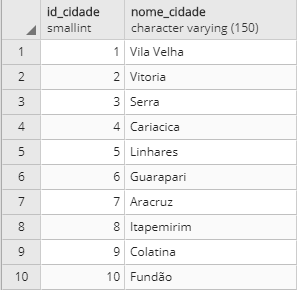 id_cidade nome_cidade
smallint character varying (150)
1 1 Vila Velha
2 2 Vitoria
3 3 Serra
4 4 Cariacica
5 5 Linhares
6 6 Guarapari
7 7 Aracruz
8 8 Itapemirim
9 9 Colatina
10 10 Fundão